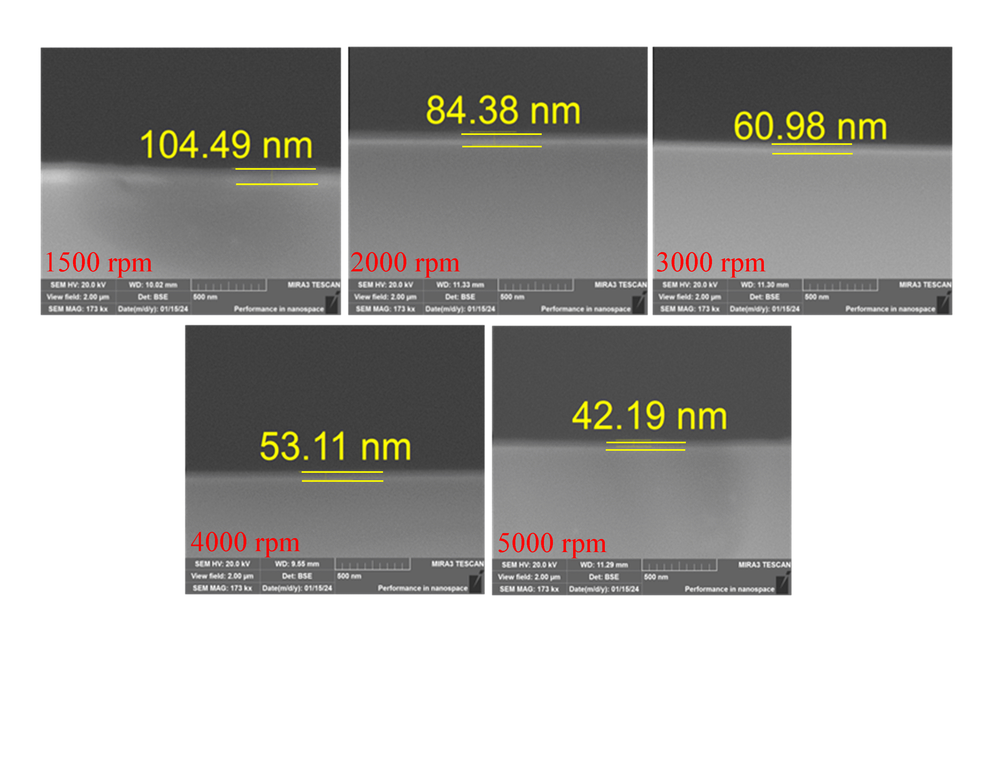 104.49 nm
1500 rpm
SEM HV: 20.0 kV WD: 10.02 mm MIRA3 TESCAN
View field: 2.00 µm Det: BSE 500 nm
SEM MAG: 173 kx Date(m/d/y): 01/15/24 Performance in nanospace
84.38 nm
2000 rpm
SEM HV: 20.0 kV WD: 11.33 mm MIRA3 TESCAN
View field: 2.00 µm Det: BSE 500 nm
SEM MAG: 173 kx Date(m/d/y): 01/15/24 Performance in nanospace
60.98 nm
3000 rpm
SEM HV: 20.0 kV WD: 11.30 mm MIRA3 TESCAN
View field: 2.00 µm Det: BSE 500 nm
SEM MAG: 173 kx Date(m/d/y): 01/15/24 Performance in nanospace
53.11 nm
4000 rpm
SEM HV: 20.0 kV WD: 9.55 mm MIRA3 TESCAN
View field: 2.00 µm Det: BSE 500 nm
SEM MAG: 173 kx Date(m/d/y): 01/15/24 Performance in nanospace
42.19 nm
5000 rpm
SEM HV: 20.0 kV WD: 11.29 mm MIRA3 TESCAN
View field: 2.00 µm Det: BSE 500 nm
SEM MAG: 173 kx Date(m/d/y): 01/15/24 Performance in nanospace